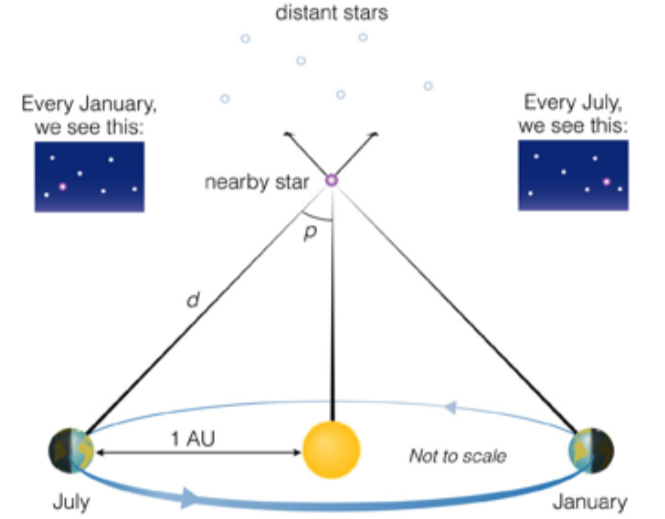 distant stars
Every January,
we see this:
Every July,
we see this:
nearby star
p
d
1 AU
Not to scale
July
January